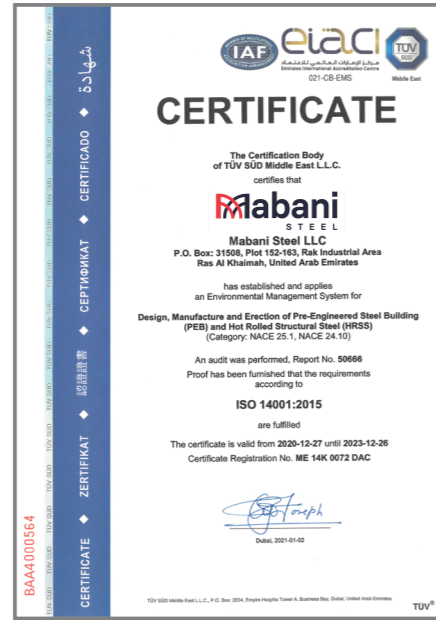 IAF
eiaci
مركز الإمارات العالمي للاعتماد
Emirates International Accreditation Centre
021-CB-EMS
TÜV
SÜD
Middle East
CERTIFICATE
The Certification Body
of TÜV SÜD Middle East L.L.C.
certifies that
Mabani
STEEL
Mabani Steel LLC
P.O. Box: 31508, Plot 152-163, Rak Industrial Area
Ras Al Khaimah, United Arab Emirates
has established and applies
an Environmental Management System for
Design, Manufacture and Erection of Pre-Engineered Steel Building
(PEB) and Hot Rolled Structural Steel (HRSS)
(Category: NACE 25.1, NACE 24.10)
An audit was performed, Report No. 50666
Proof has been furnished that the requirements
according to
ISO 14001:2015
are fulfilled
The certificate is valid from 2020-12-27 until 2023-12-26
Certificate Registration No. ME 14K 0072 DAC
Joseph
Dubai, 2021-01-02
TÜV SÜD Middle East L.L.C., P.O. Box: 2834, Empire Heights Tower A, Business Bay, Dubai, United Arab Emirates
TÜV®
CERTIFICATE ◆ ZERTIFIKAT ◆ 認證證書 ◆ СЕРТИФИКАТ ◆ CERTIFICADO ◆ شهادة
BAA4000564